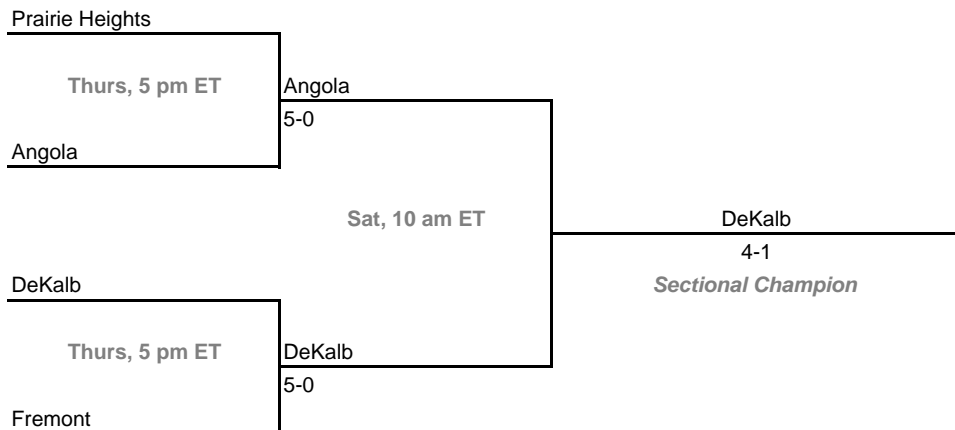 Prairie Heights
Thurs, 5 pm ET
Angola
5-0
Angola
Sat, 10 am ET
DeKalb
4-1
DeKalb
Sectional Champion
Thurs, 5 pm ET
DeKalb
5-0
Fremont